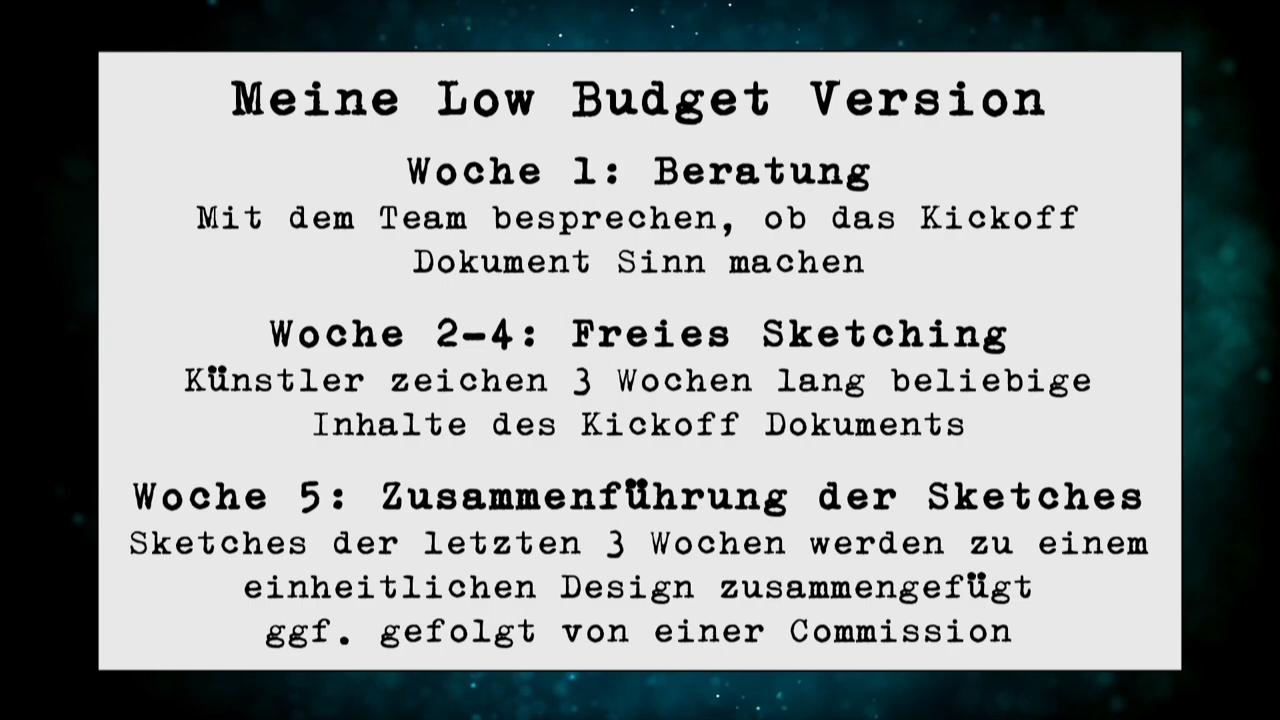 Meine Low Budget Version
Woche 1: Beratung
Mit dem Team besprechen, ob das Kickoff
Dokument Sinn machen
Woche 2-4: Freies Sketching
Künstler zeichen 3 Wochen lang beliebige
Inhalte des Kickoff Dokuments
Woche 5: Zusammenführung der Sketches
Sketches der letzten 3 Wochen werden zu einem
einheitlichen Design zusammengefügt
ggf. gefolgt von einer Commission